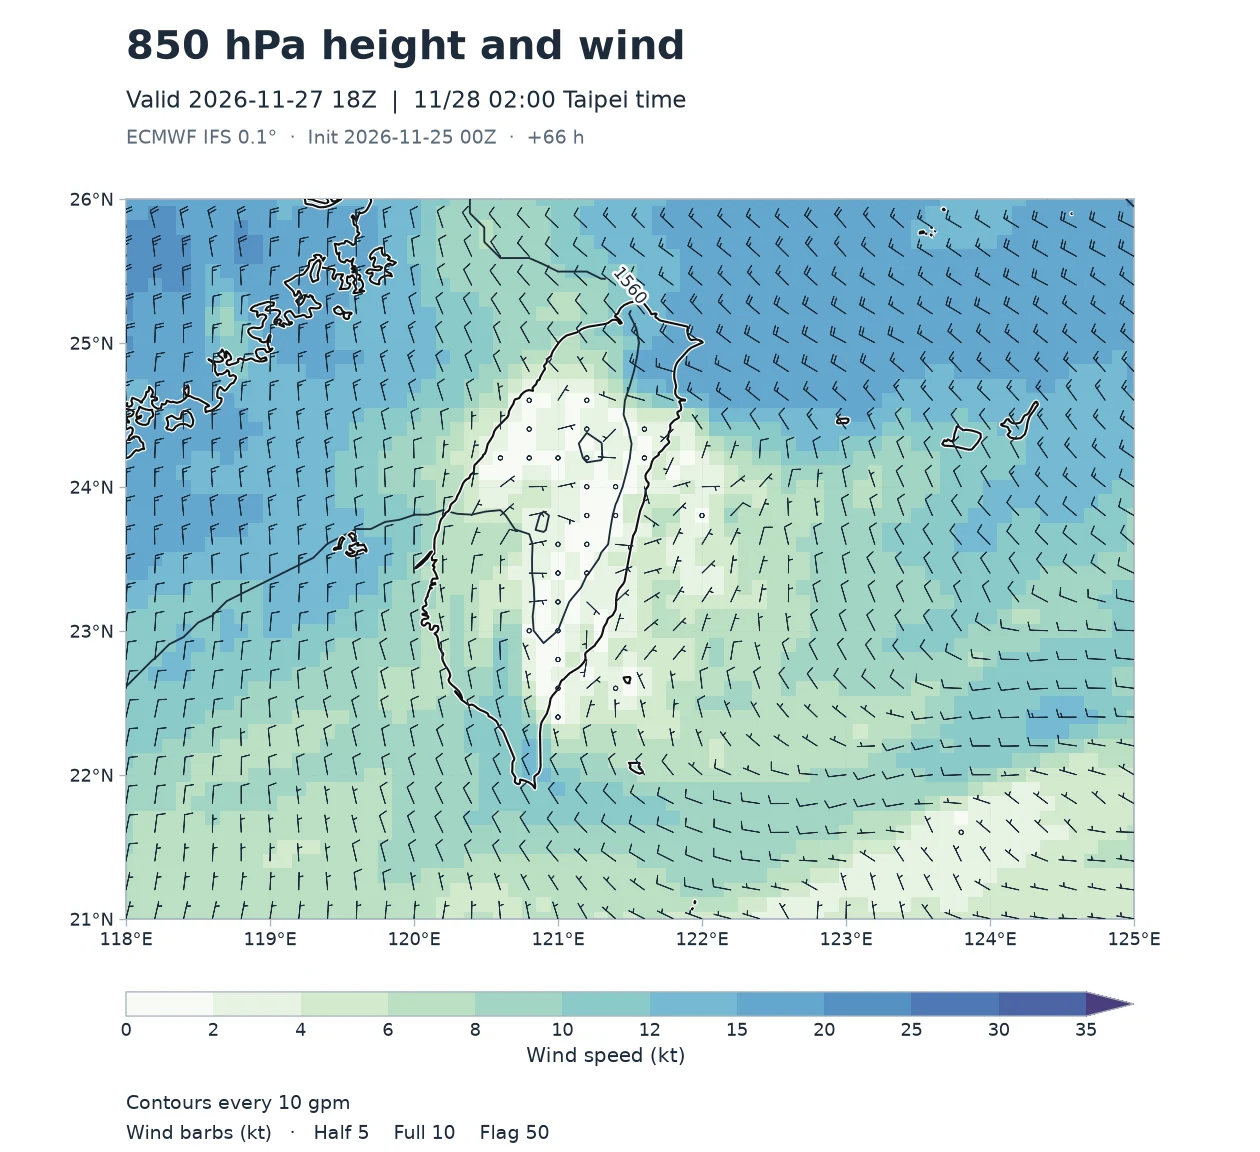 850 hPa height and wind
Valid 2026-11-27 18Z | 11/28 02:00 Taipei time
ECMWF IFS 0.1° · Init 2026-11-25 00Z · +66 h
26°N
25°N
24°N
23°N
22°N
21°N
1560
118°E 119°E 120°E 121°E 122°E 123°E 124°E 125°E
0 2 4 6 8 10 12 15 20 25 30 35
Wind speed (kt)
Contours every 10 gpm
Wind barbs (kt) · Half 5 Full 10 Flag 50